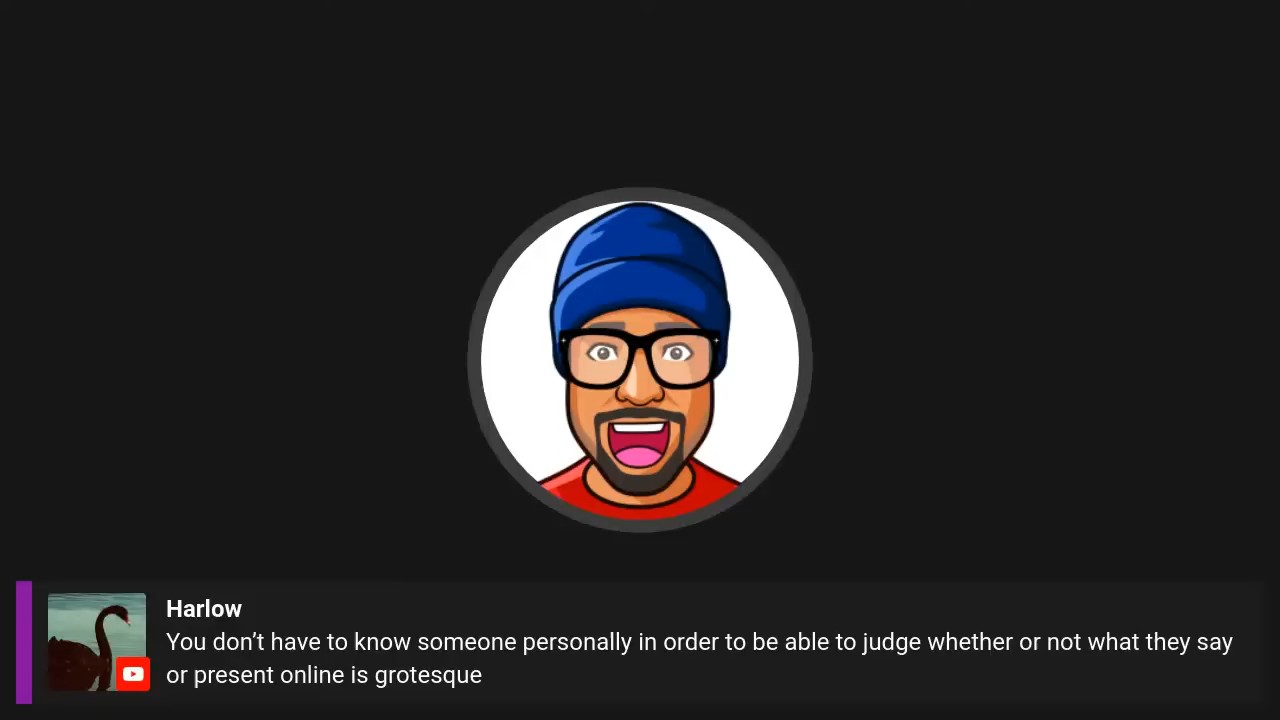 Harlow
You don’t have to know someone personally in order to be able to judge whether or not what they say
or present online is grotesque